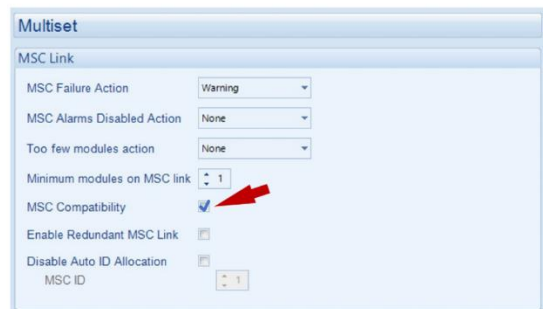 Multiset
MSC Link
MSC Failure Action Warning
MSC Alarms Disabled Action None
Too few modules action None
Minimum modules on MSC link 1
MSC Compatibility
Enable Redundant MSC Link
Disable Auto ID Allocation
MSC ID 1